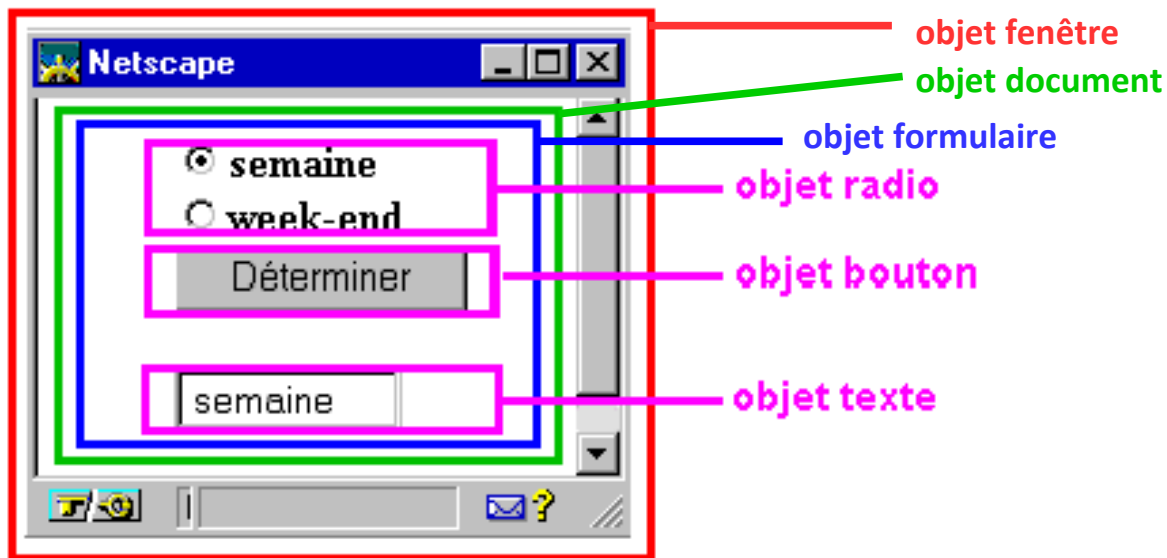 objet fenêtre
Netscape
objet document
objet formulaire
semaine
objet radio
week-end
Déterminer
objet bouton
semaine
objet texte